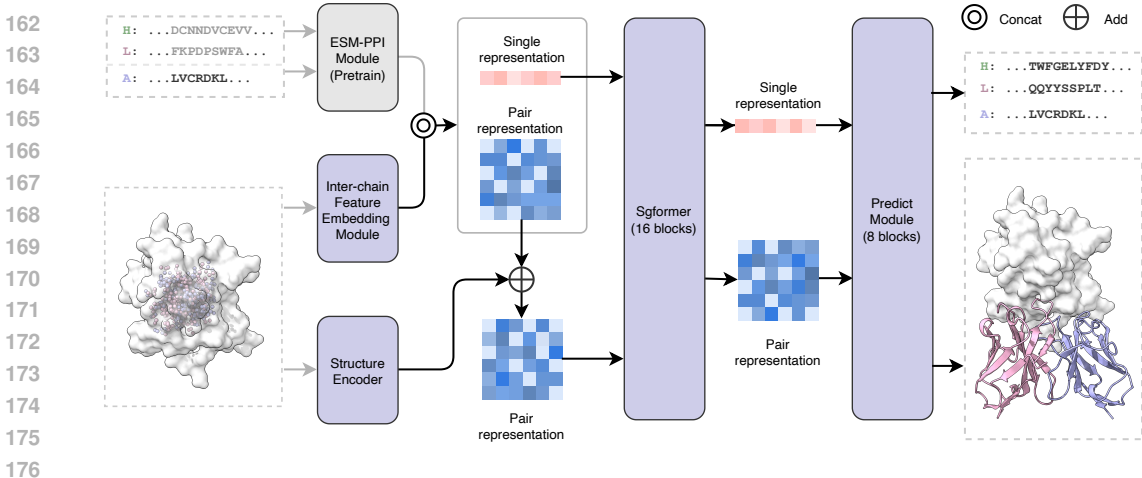 162
163
164
165
166
167
168
169
170
171
172
173
174
175
176
H: ...DCNNDVCEVV...
L: ...FKPDPSWFA...
A: ...LVCRDKL...
ESM-PPI
Module
(Pretrain)
Inter-chain
Feature
Embedding
Module
Structure
Encoder
Single
representation
Pair
representation
Pair
representation
Sgformer
(16 blocks)
Single
representation
Pair
representation
Predict
Module
(8 blocks)
Concat
Add
H: ...TWFGELYFDY...
L: ...QQYYSSPLT...
A: ...LVCRDKL...